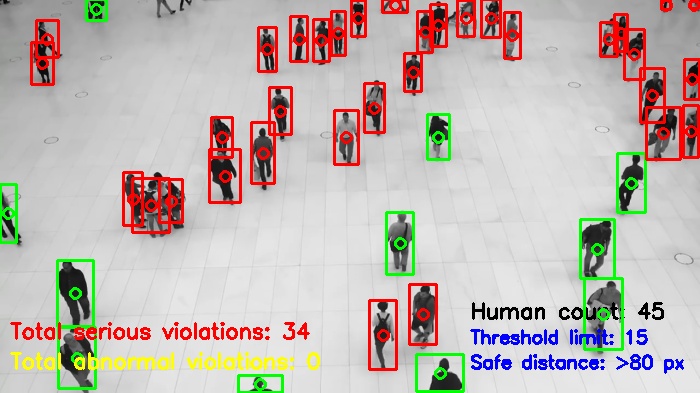 Total serious violations: 34
Total abnormal violations: 0
Human count: 45
Threshold limit: 15
Safe distance: >80 px